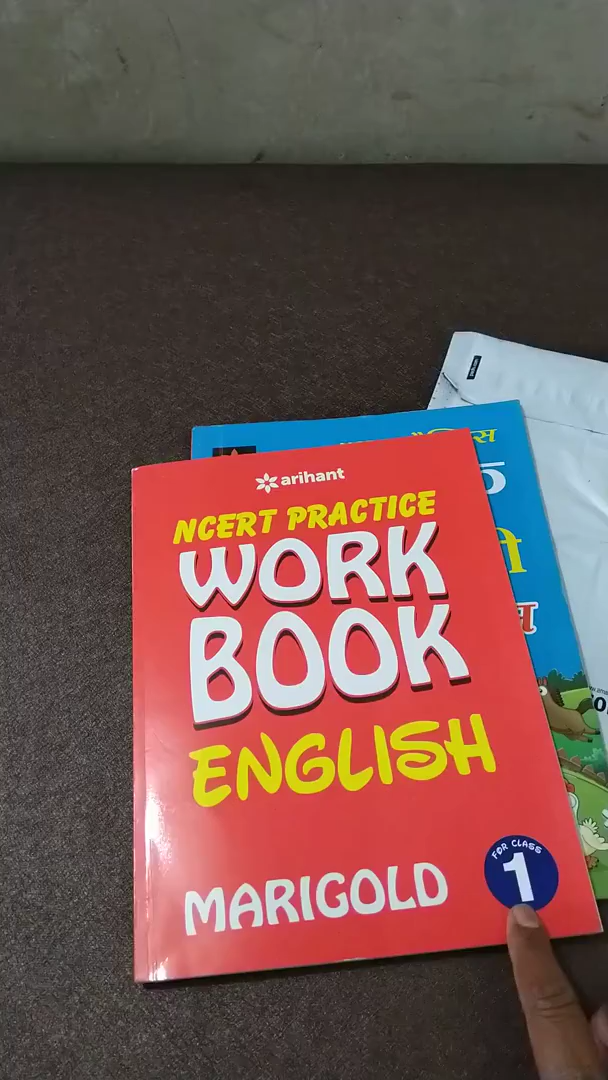 arihant
NCERT PRACTICE
WORK
BOOK
ENGLISH
MARIGOLD
FOR CLASS
1